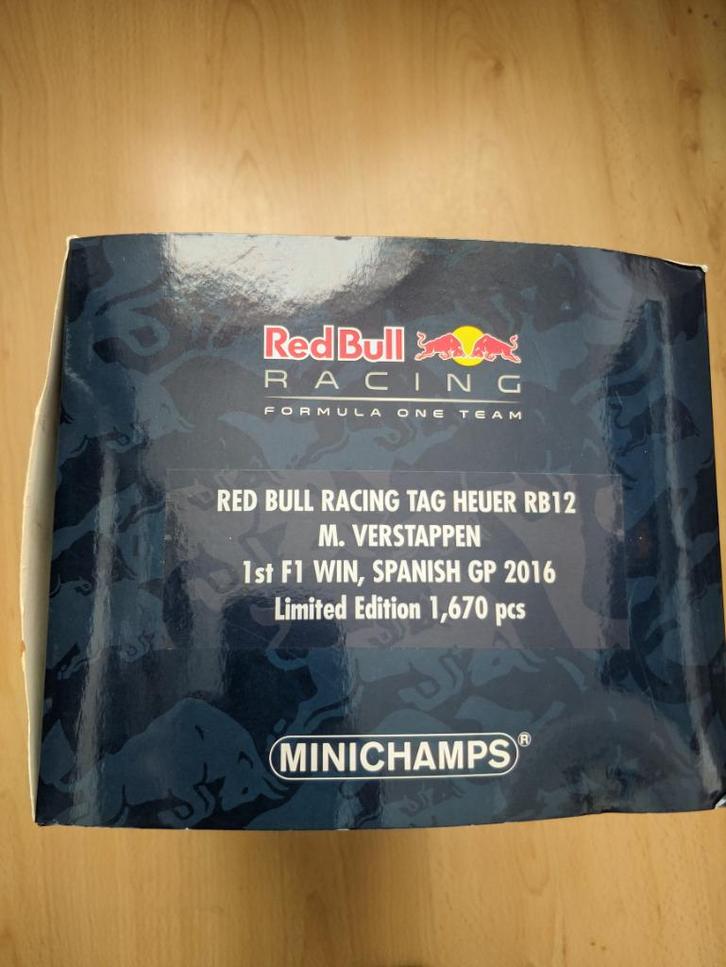 Red Bull
RACING
FORMULA ONE TEAM
RED BULL RACING TAG HEUER RB12
M. VERSTAPPEN
1st F1 WIN, SPANISH GP 2016
Limited Edition 1,670 pcs
MINICHAMPS®